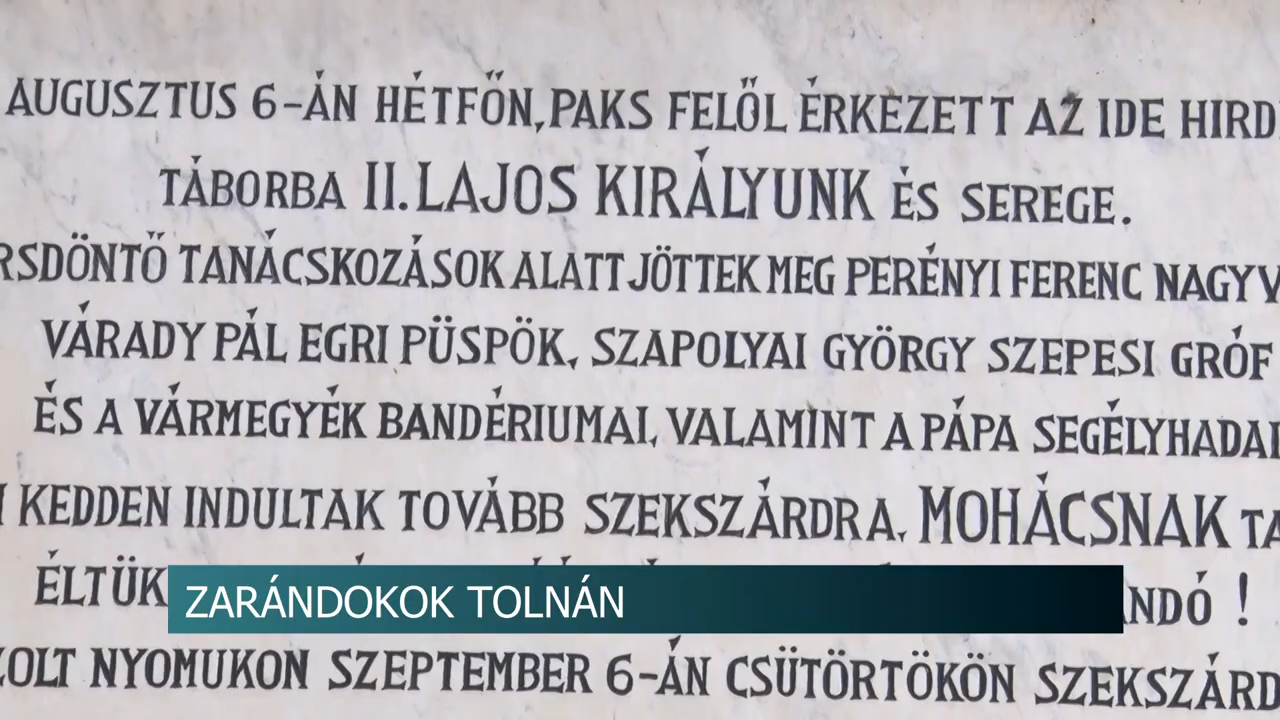 AUGUSZTUS 6-ÁN HÉTFŐN, PAKS FELŐL ÉRKEZETT AZ IDE HIRD
TÁBORBA II. LAJOS KIRÁLYUNK ÉS SEREGE.
RSDÖNTŐ TANÁCSKOZÁSOK ALATT JÖTTEK MEG PERÉNYI FERENC NAGYV
VÁRADY PÁL EGRI PÜSPÖK, SZAPOLYAI GYÖRGY SZEPESI GRÓF
ÉS A VÁRMEGYÉK BANDÉRIUMAI, VALAMINT A PÁPA SEGÉLYHADAI
KEDDEN INDULTAK TOVÁBB SZEKSZÁRDRA, MOHÁCSNAK TA
ÉLTÜK NDÓ !
ZARÁNDOKOK TOLNÁN
ZOLT NYOMUKON SZEPTEMBER 6-ÁN CSÜTÖRTÖKÖN SZEKSZÁRD